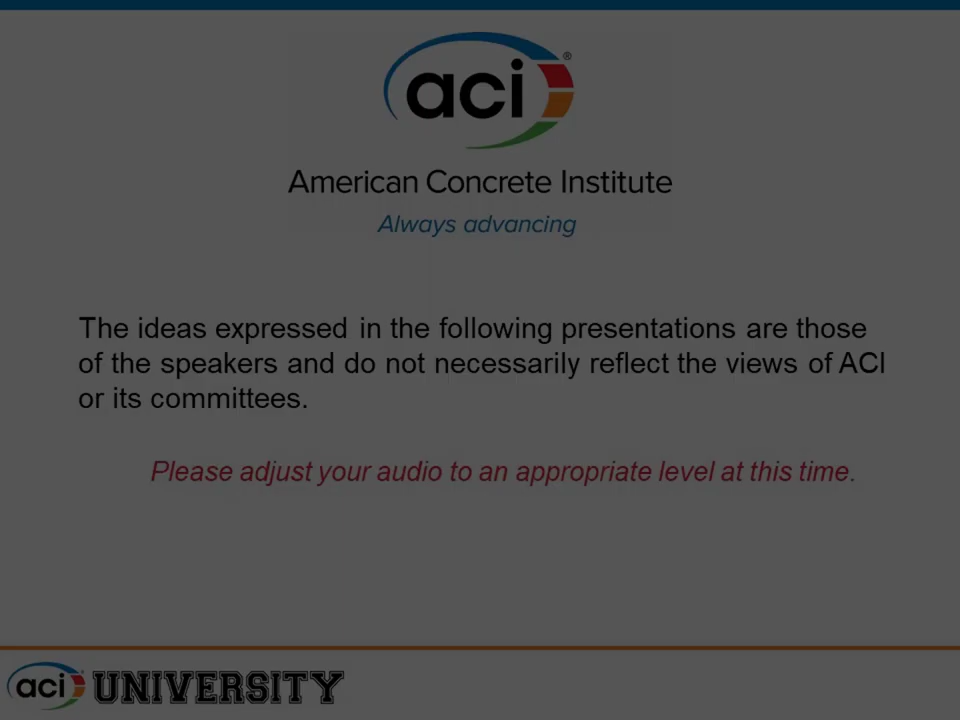 aci®
American Concrete Institute
Always advancing
The ideas expressed in the following presentations are those
of the speakers and do not necessarily reflect the views of ACI
or its committees.
Please adjust your audio to an appropriate level at this time.
aci UNIVERSITY